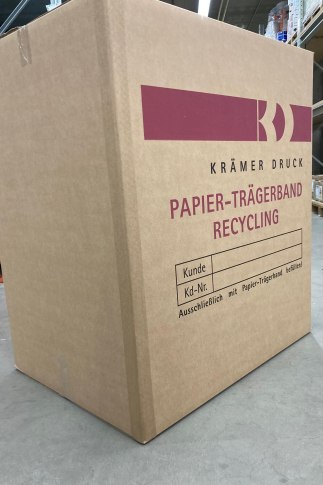 KRÄMER DRUCK
PAPIER-TRÄGERBAND
RECYCLING
Kunde
Kd-Nr.
Ausschließlich mit Papier-Trägerband befüllen!